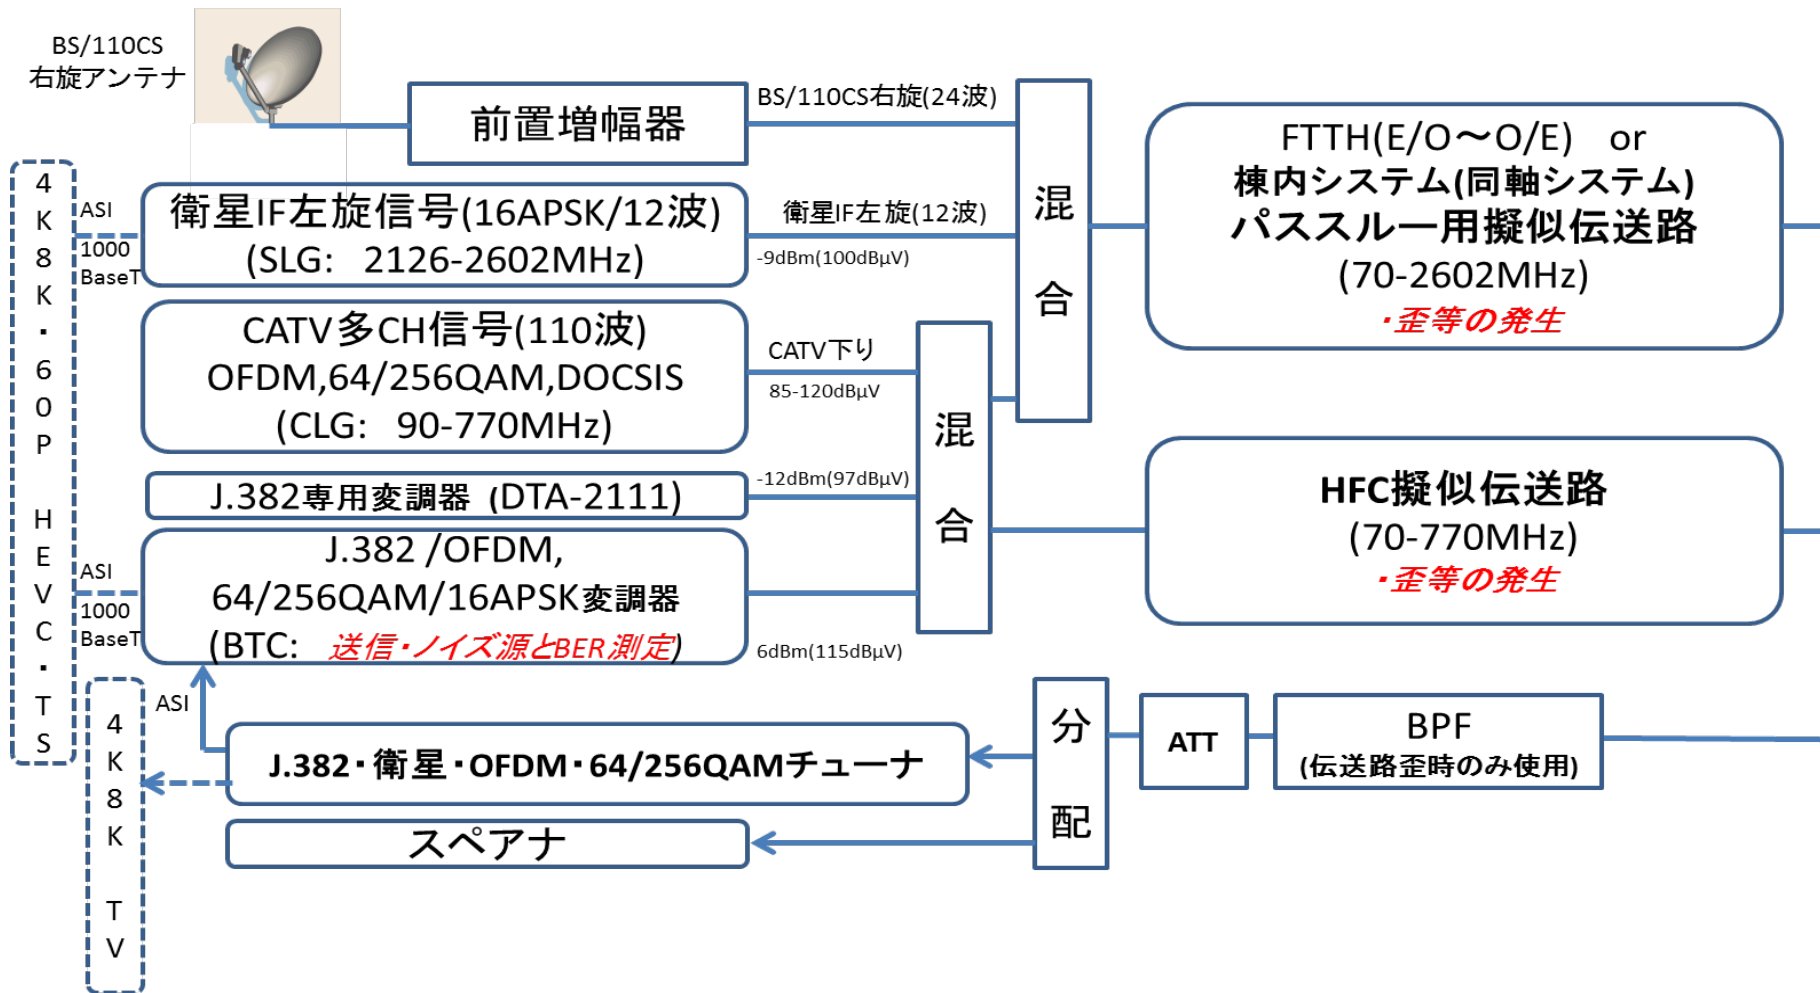 BS/110CS
右旋アンテナ
前置増幅器
BS/110CS右旋(24波)
混合
FTTH(E/O～O/E) or
棟内システム(同軸システム)
パススルー用擬似伝送路
(70-2602MHz)
・歪等の発生
4K8K・60P HEVC・TS
ASI
1000
BaseT
衛星IF左旋信号(16APSK/12波)
(SLG: 2126-2602MHz)
衛星IF左旋(12波)
-9dBm(100dBμV)
CATV多CH信号(110波)
OFDM,64/256QAM,DOCSIS
(CLG: 90-770MHz)
CATV下り
85-120dBμV
混合
J.382専用変調器 (DTA-2111)
-12dBm(97dBμV)
HFC擬似伝送路
(70-770MHz)
・歪等の発生
ASI
1000
BaseT
J.382 /OFDM,
64/256QAM/16APSK変調器
(BTC: 送信・ノイズ源とBER測定)
6dBm(115dBμV)
4K8K TV
ASI
J.382・衛星・OFDM・64/256QAMチューナ
スペアナ
分配
ATT
BPF
(伝送路歪時のみ使用)